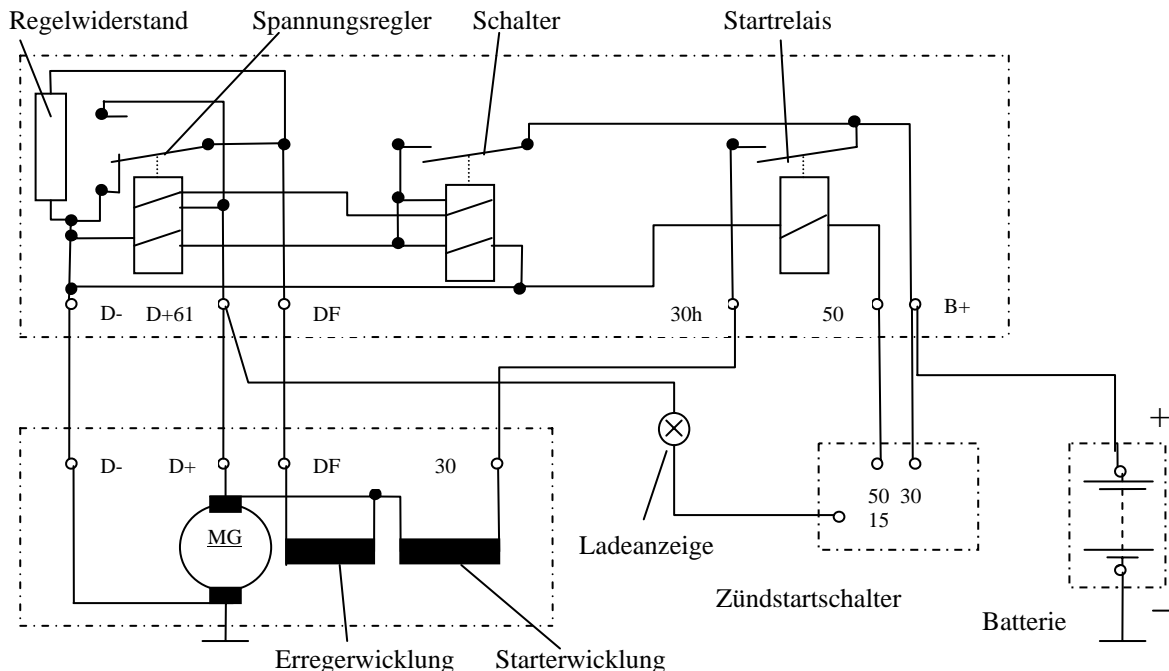 Regelwiderstand Spannungsregler Schalter Startrelais
D- D+61 DF 30h 50 B+
+
D- D+ DF 30
50 30
15
MG
Ladeanzeige
Zündstartschalter
Batterie
–
Erregerwicklung Starterwicklung